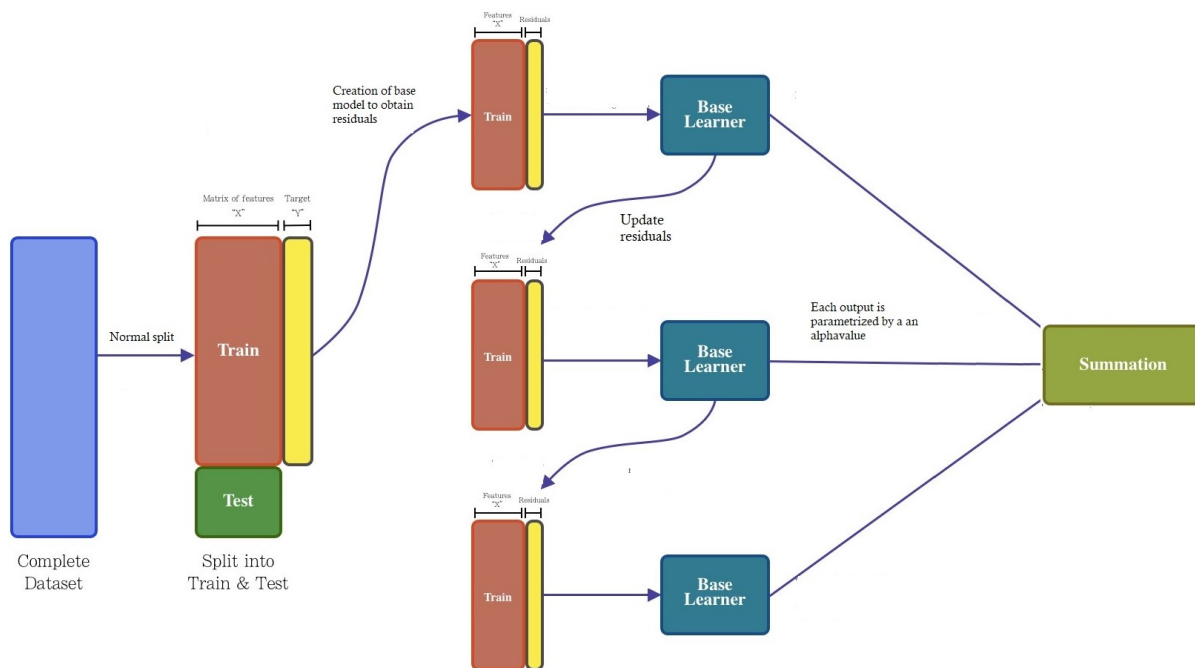 Features
"X"
Residuals
Creation of base
model to obtain
residuals
Train
Base
Learner
Matrix of features
"X"
Target
"Y"
Update
residuals
Features
"X"
Residuals
Normal split
Train
Train
Base
Learner
Each output is
parametrized by a an
alphavalue
Summation
Test
Features
"X"
Residuals
Complete
Dataset
Split into
Train & Test
Train
Base
Learner